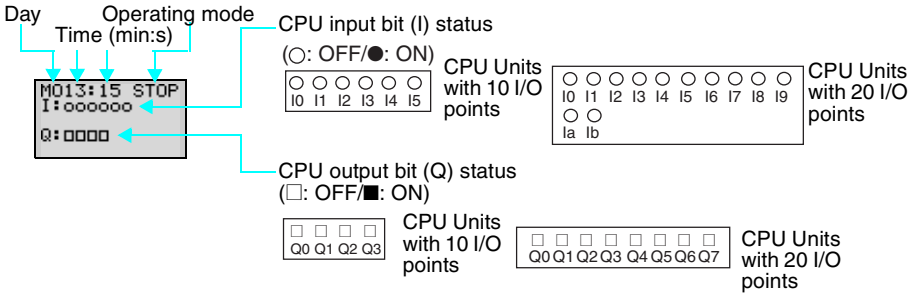 Day
Operating mode
Time (min:s)
MO13:15 STOP
I:oooooo
Q:□□□□
CPU input bit (I) status
(○: OFF/●: ON)
I0 I1 I2 I3 I4 I5
CPU Units
with 10 I/O
points
I0 I1 I2 I3 I4 I5 I6 I7 I8 I9
Ia Ib
CPU Units
with 20 I/O
points
CPU output bit (Q) status
(□: OFF/■: ON)
Q0 Q1 Q2 Q3
CPU Units
with 10 I/O
points
Q0 Q1 Q2 Q3 Q4 Q5 Q6 Q7
CPU Units
with 20 I/O
points